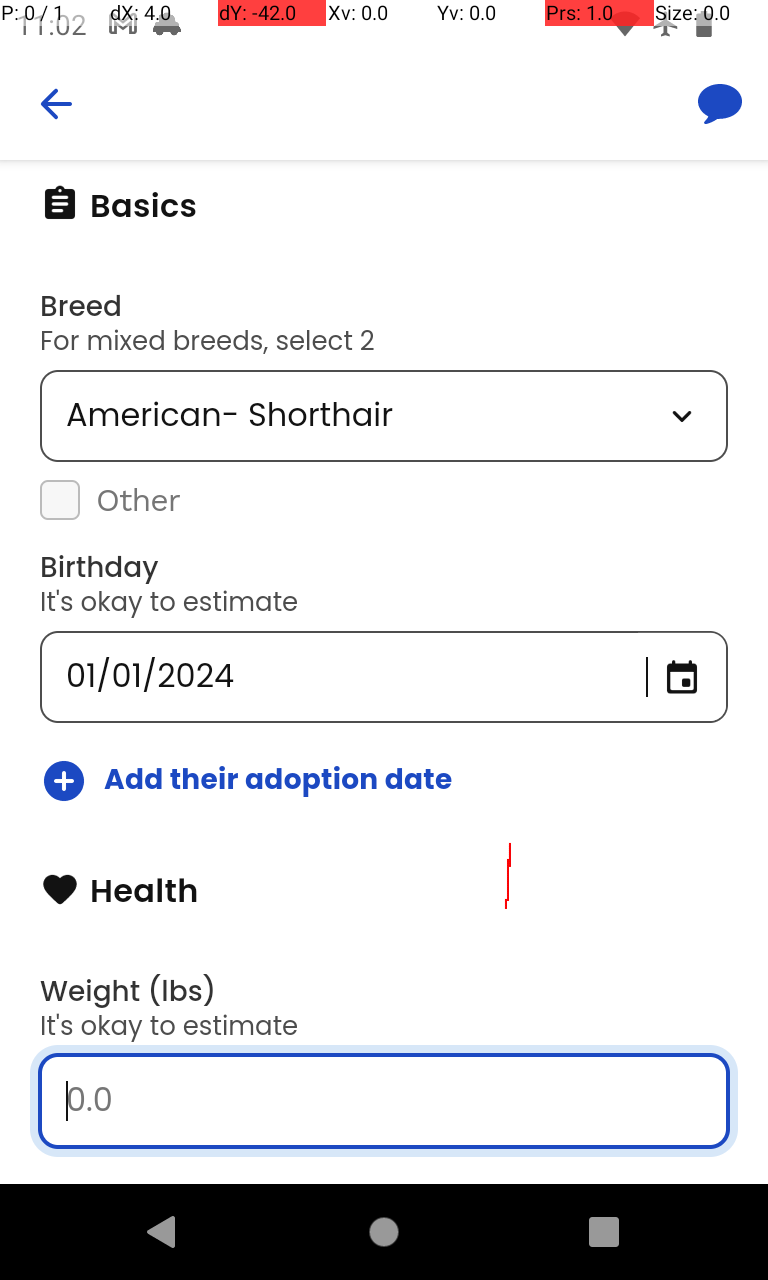 P: 0 / 1 dX: 4.0 dY: -42.0 Xv: 0.0 Yv: 0.0 Prs: 1.0 Size: 0.0
11:02
Basics
Breed
For mixed breeds, select 2
American- Shorthair
Other
Birthday
It's okay to estimate
01/01/2024
Add their adoption date
Health
Weight (lbs)
It's okay to estimate
0.0